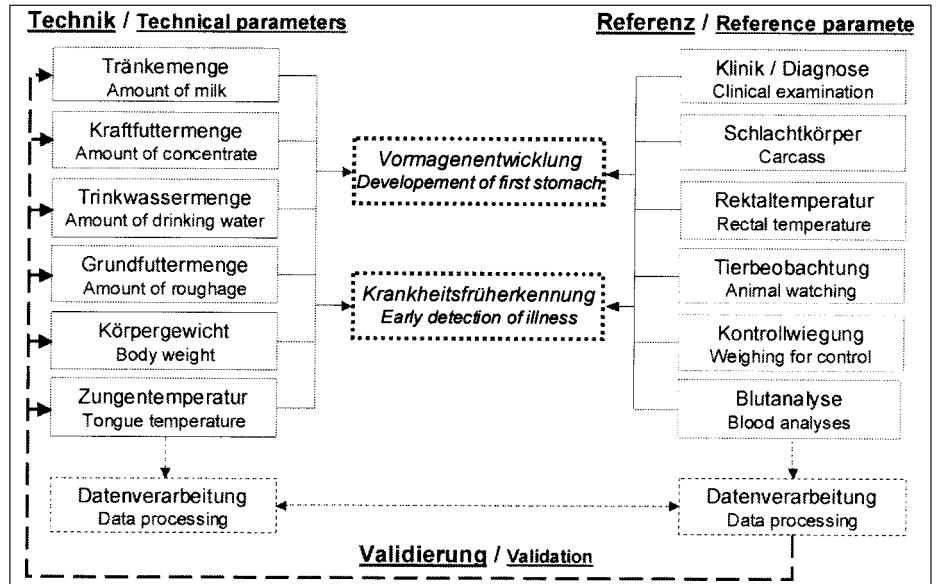 Technik / Technical parameters
Referenz / Reference paramete
Tränkemenge
Amount of milk
Kraftfuttermenge
Amount of concentrate
Trinkwassermenge
Amount of drinking water
Grundfuttermenge
Amount of roughage
Körpergewicht
Body weight
Zungentemperatur
Tongue temperature
Datenverarbeitung
Data processing
Vormagenentwicklung
Developement of first stomach
Krankheitsfrüherkennung
Early detection of illness
Klinik / Diagnose
Clinical examination
Schlachtkörper
Carcass
Rektaltemperatur
Rectal temperature
Tierbeobachtung
Animal watching
Kontrollwiegung
Weighing for control
Blutanalyse
Blood analyses
Datenverarbeitung
Data processing
Validierung / Validation